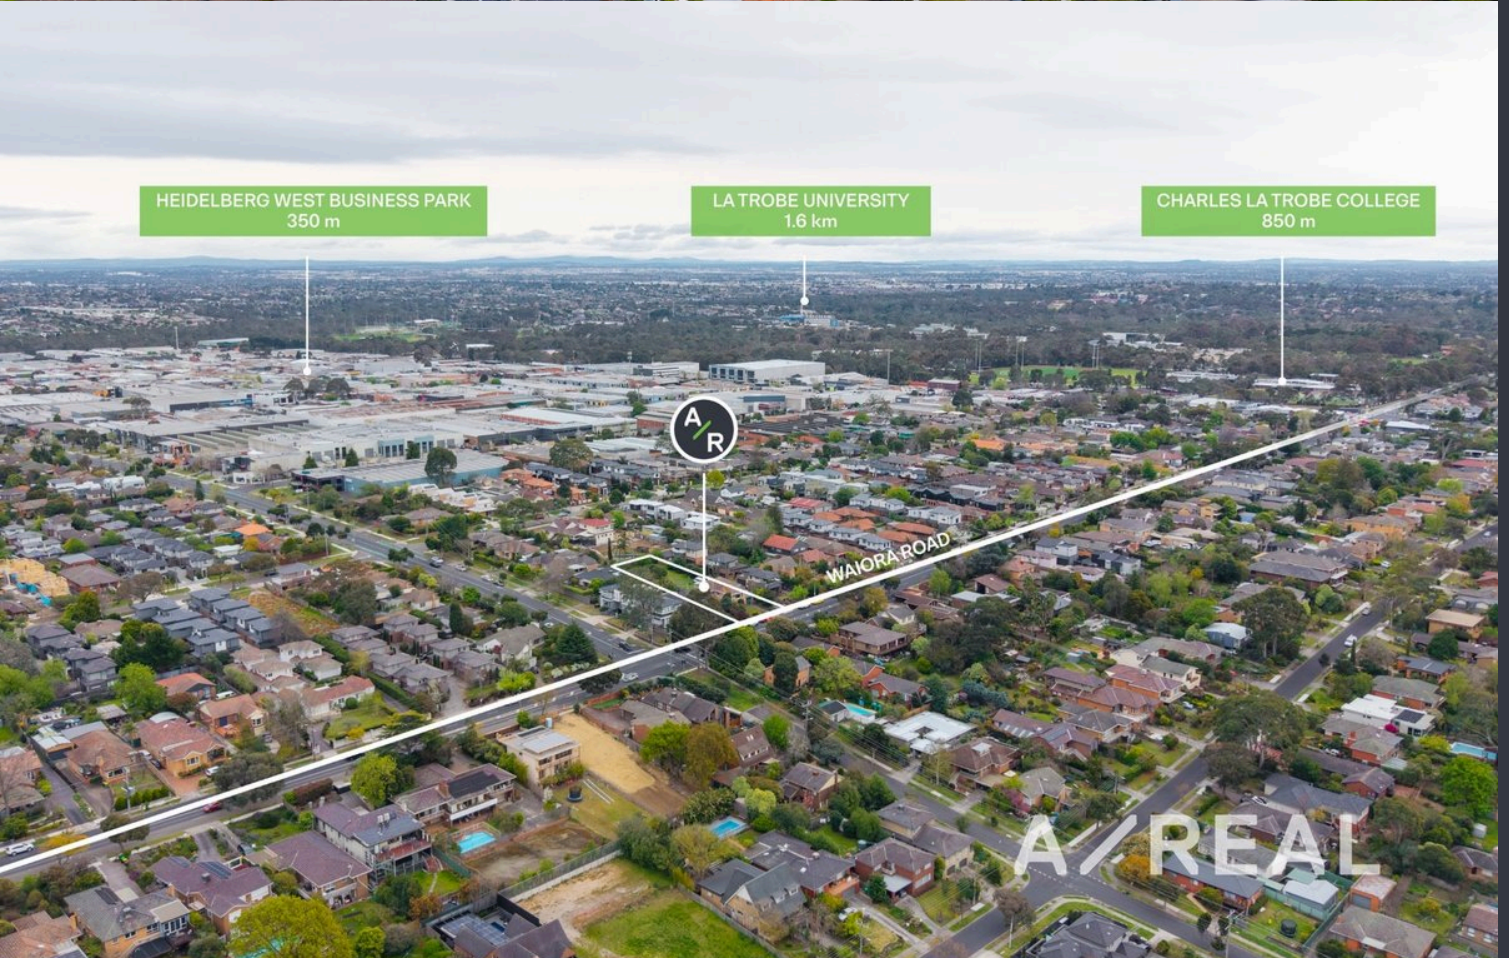 HEIDELBERG WEST BUSINESS PARK
350 m
LA TROBE UNIVERSITY
1.6 km
CHARLES LA TROBE COLLEGE
850 m
A/R
WAIORA ROAD
A/REAL